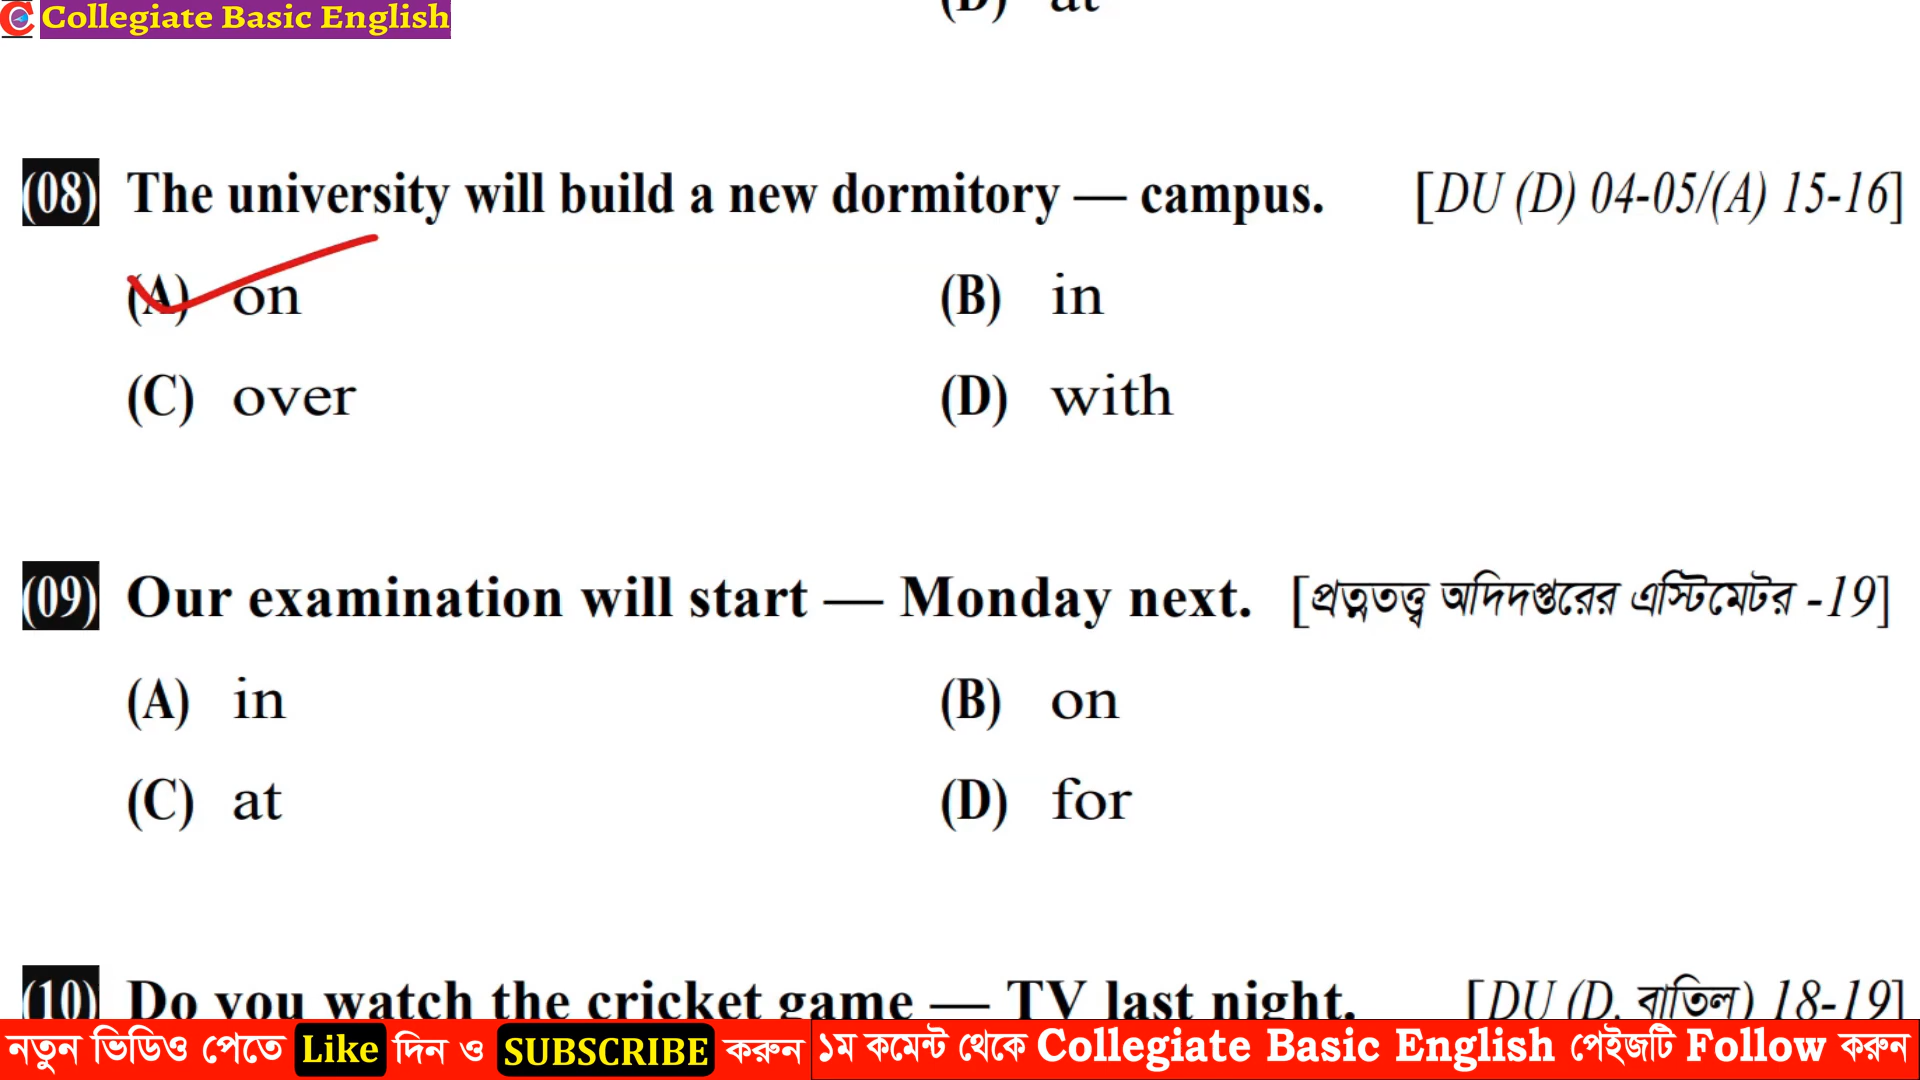 Collegiate Basic English
(D) at
(08) The university will build a new dormitory — campus. [DU (D) 04-05/(A) 15-16]
(A) on (B) in
(C) over (D) with
(09) Our examination will start — Monday next. [প্রত্নতত্ত্ব অদিদপ্তরের এস্টিমেটর -19]
(A) in (B) on
(C) at (D) for
(10) Do you watch the cricket game — TV last night. [DU (D. বাতিল) 18-19]
নতুন ভিডিও পেতে Like দিন ও SUBSCRIBE করুন ১ম কমেন্ট থেকে Collegiate Basic English পেইজটি Follow করুন